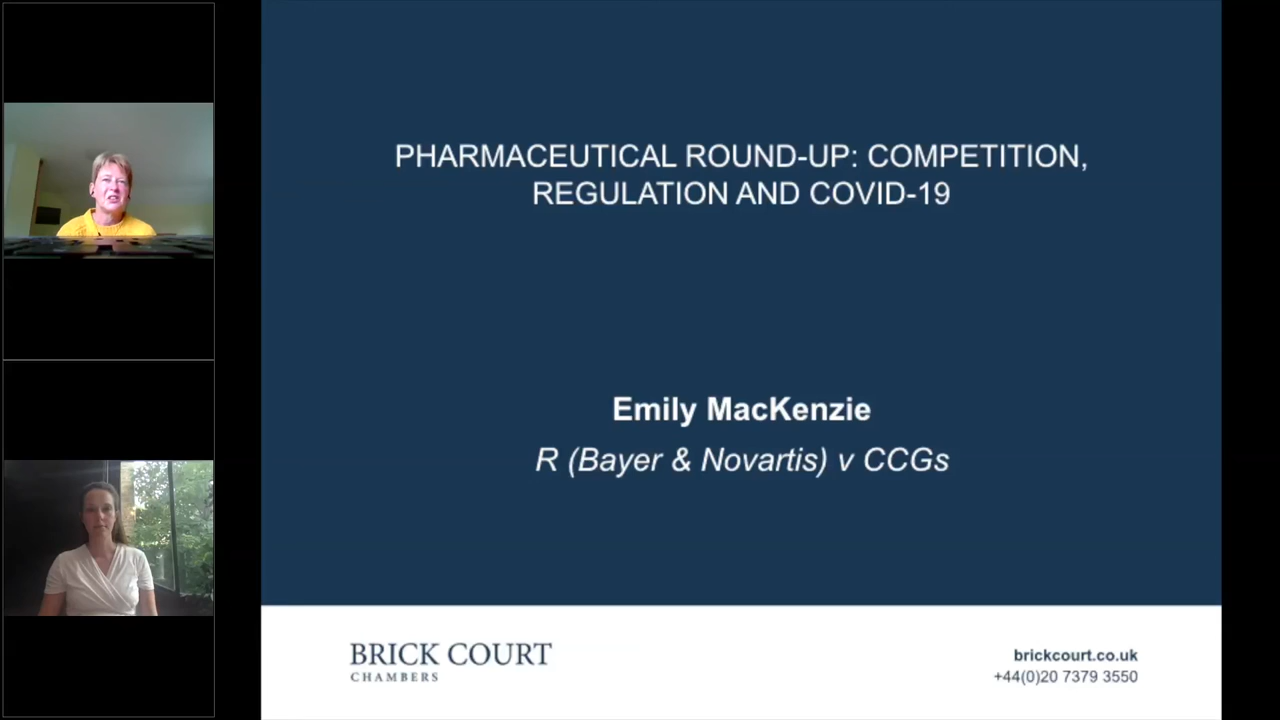 PHARMACEUTICAL ROUND-UP: COMPETITION,
REGULATION AND COVID-19
Emily MacKenzie
R (Bayer & Novartis) v CCGs
BRICK COURT
CHAMBERS
brickcourt.co.uk
+44(0)20 7379 3550